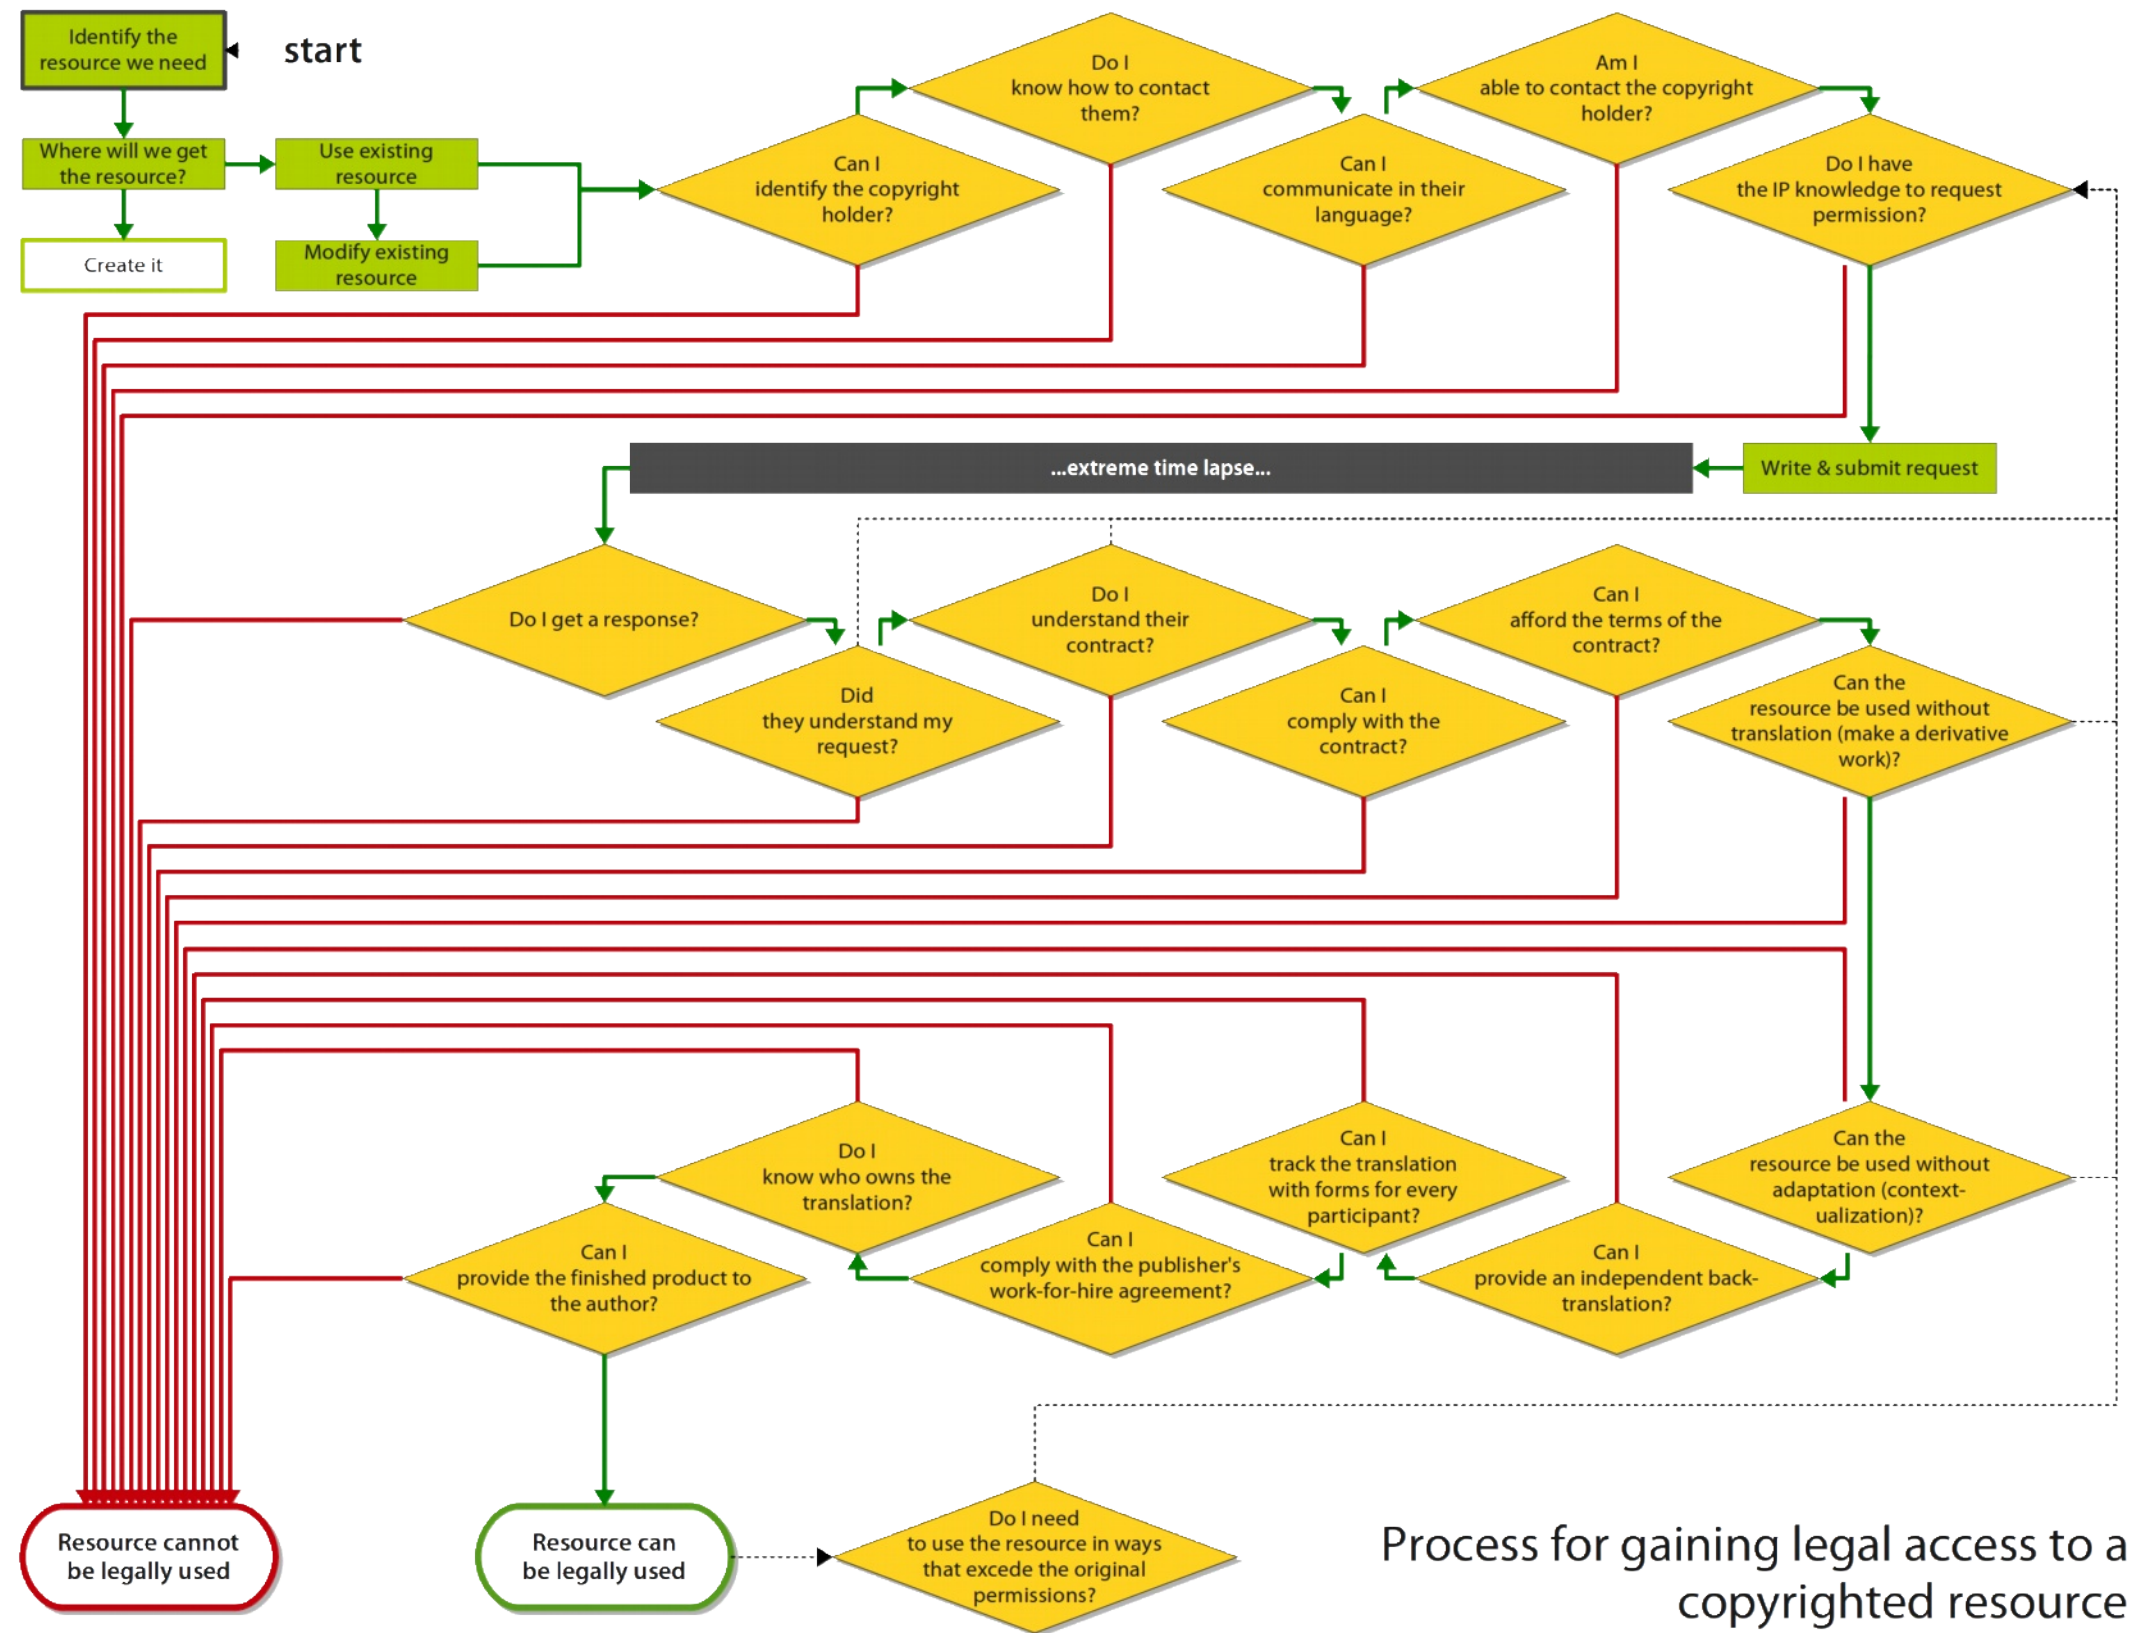 Identify the
resource we need
start
Where will we get
the resource?
Use existing
resource
Create it
Modify existing
resource
Can I
identify the copyright
holder?
Do I
know how to contact
them?
Can I
communicate in their
language?
Am I
able to contact the copyright
holder?
Do I have
the IP knowledge to request
permission?
Write & submit request
...extreme time lapse...
Do I get a response?
Did
they understand my
request?
Do I
understand their
contract?
Can I
comply with the
contract?
Can I
afford the terms of the
contract?
Can the
resource be used without
translation (make a derivative
work)?
Can the
resource be used without
adaptation (context-
ualization)?
Can I
provide an independent back-
translation?
Can I
track the translation
with forms for every
participant?
Can I
comply with the publisher's
work-for-hire agreement?
Do I
know who owns the
translation?
Can I
provide the finished product to
the author?
Resource cannot
be legally used
Resource can
be legally used
Do I need
to use the resource in ways
that excede the original
permissions?
Process for gaining legal access to a
copyrighted resource